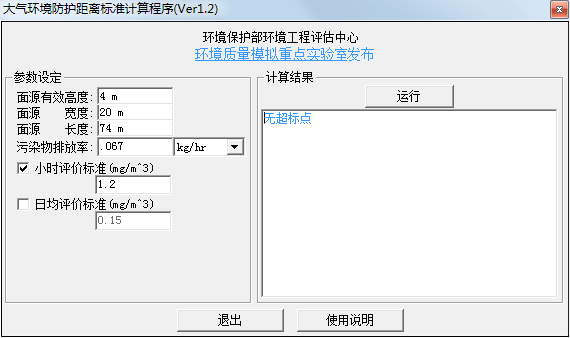 大气环境防护距离标准计算程序(Ver1.2)
环境保护部环境工程评估中心
环境质量模拟重点实验室发布
参数设定
面源有效高度: 4 m
面源 宽度: 20 m
面源 长度: 74 m
污染物排放率: .067 kg/hr
小时评价标准(mg/m^3)
1.2
日均评价标准(mg/m^3)
0.15
计算结果
运行
无超标点
退出 使用说明